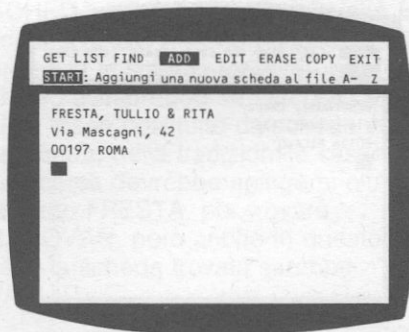 GET LIST FIND ADD EDIT ERASE COPY EXIT
START: Aggiungi una nuova scheda al file A- Z
FRESTA, TULLIO & RITA
Via Mascagni, 42
00197 ROMA